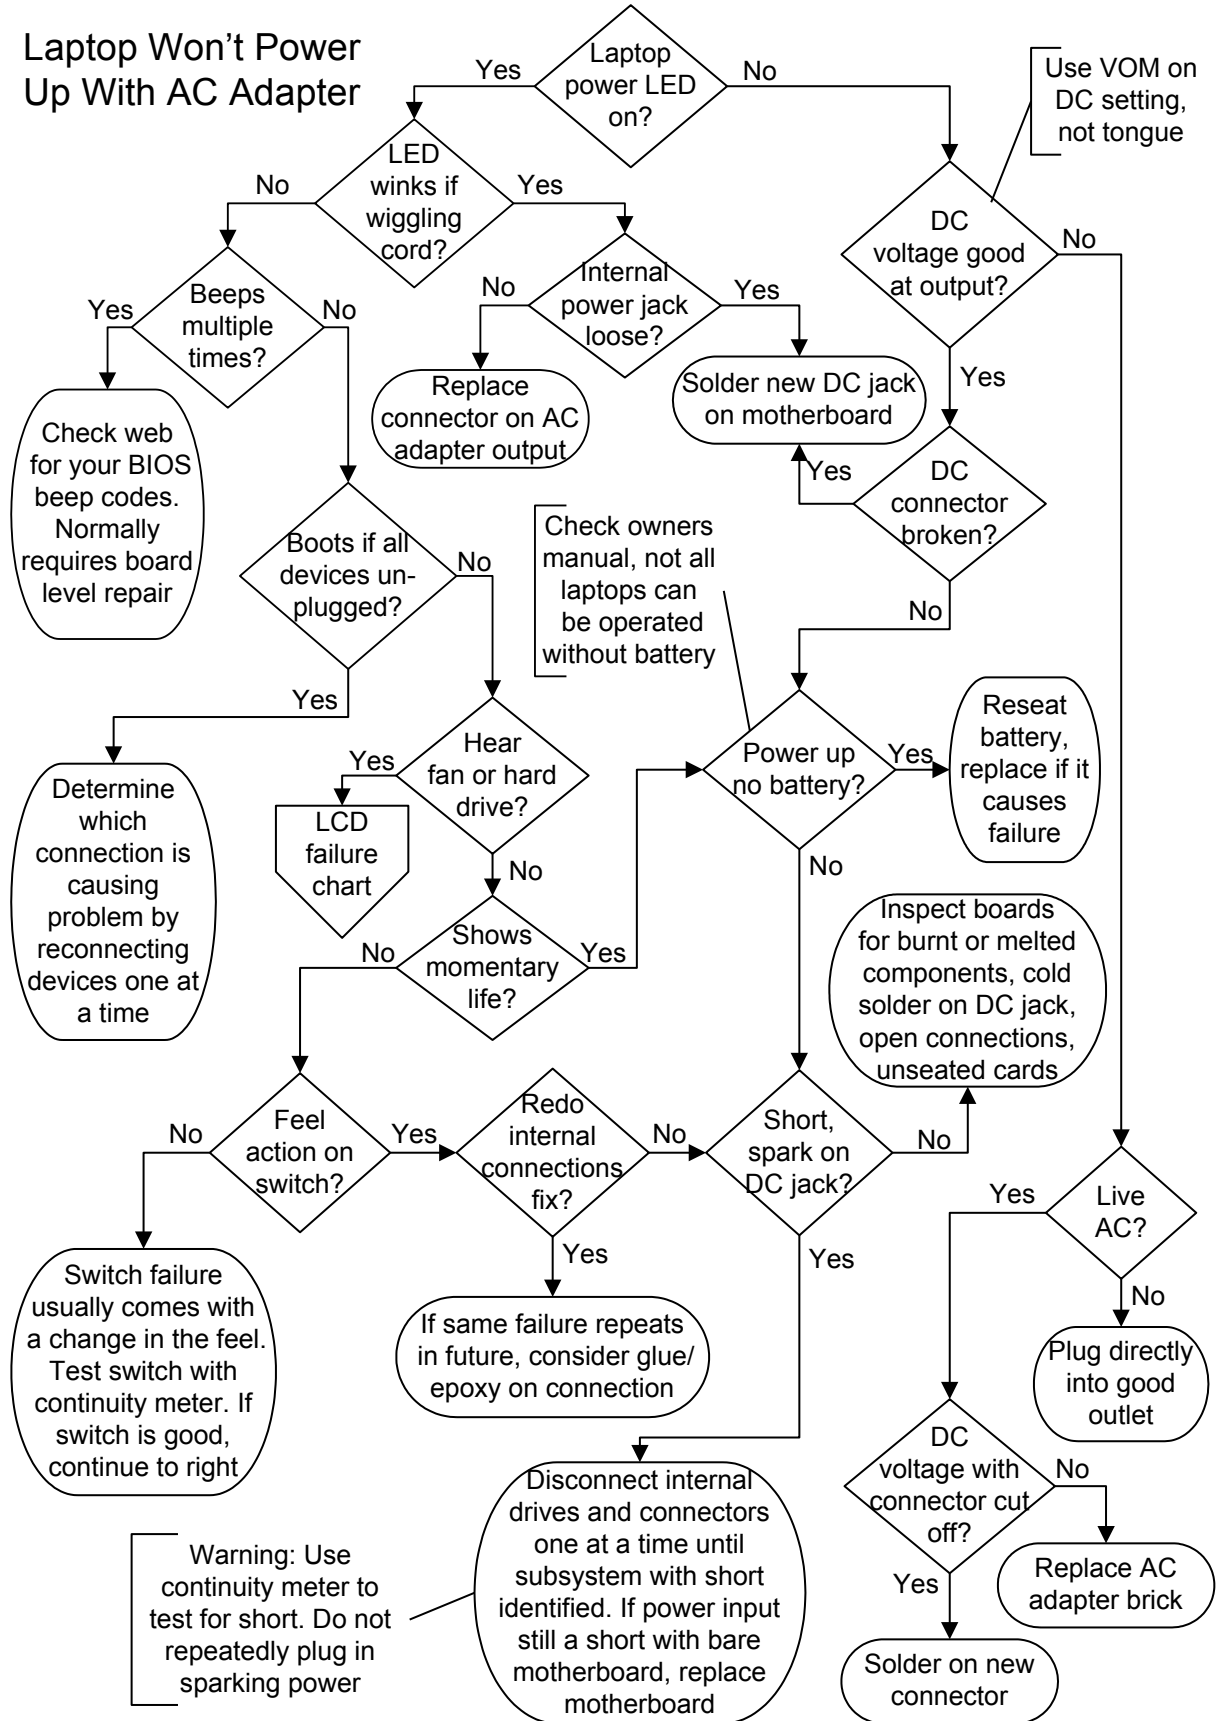 Laptop Won't Power
Up With AC Adapter
Laptop
power LED
on?
Yes
No
Use VOM on
DC setting,
not tongue
LED
winks if
wiggling
cord?
No
Yes
DC
voltage good
at output?
No
Yes
Internal
power jack
loose?
No
Yes
Beeps
multiple
times?
Yes
No
Replace
connector on AC
adapter output
Solder new DC jack
on motherboard
Check web
for your BIOS
beep codes.
Normally
requires board
level repair
DC
connector
broken?
Yes
No
Boots if all
devices un-
plugged?
No
Yes
Check owners
manual, not all
laptops can
be operated
without battery
Hear
fan or hard
drive?
Yes
No
Power up
no battery?
Yes
No
Reseat
battery,
replace if it
causes
failure
Determine
which
connection is
causing
problem by
reconnecting
devices one at
a time
LCD
failure
chart
Shows
momentary
life?
No
Yes
Inspect boards
for burnt or melted
components, cold
solder on DC jack,
open connections,
unseated cards
Feel
action on
switch?
No
Yes
Redo
internal
connections
fix?
No
Yes
Short,
spark on
DC jack?
No
Yes
Live
AC?
Yes
No
Switch failure
usually comes with
a change in the feel.
Test switch with
continuity meter. If
switch is good,
continue to right
If same failure repeats
in future, consider glue/
epoxy on connection
Plug directly
into good
outlet
DC
voltage with
connector cut
off?
No
Yes
Warning: Use
continuity meter to
test for short. Do not
repeatedly plug in
sparking power
Disconnect internal
drives and connectors
one at a time until
subsystem with short
identified. If power input
still a short with bare
motherboard, replace
motherboard
Replace AC
adapter brick
Solder on new
connector